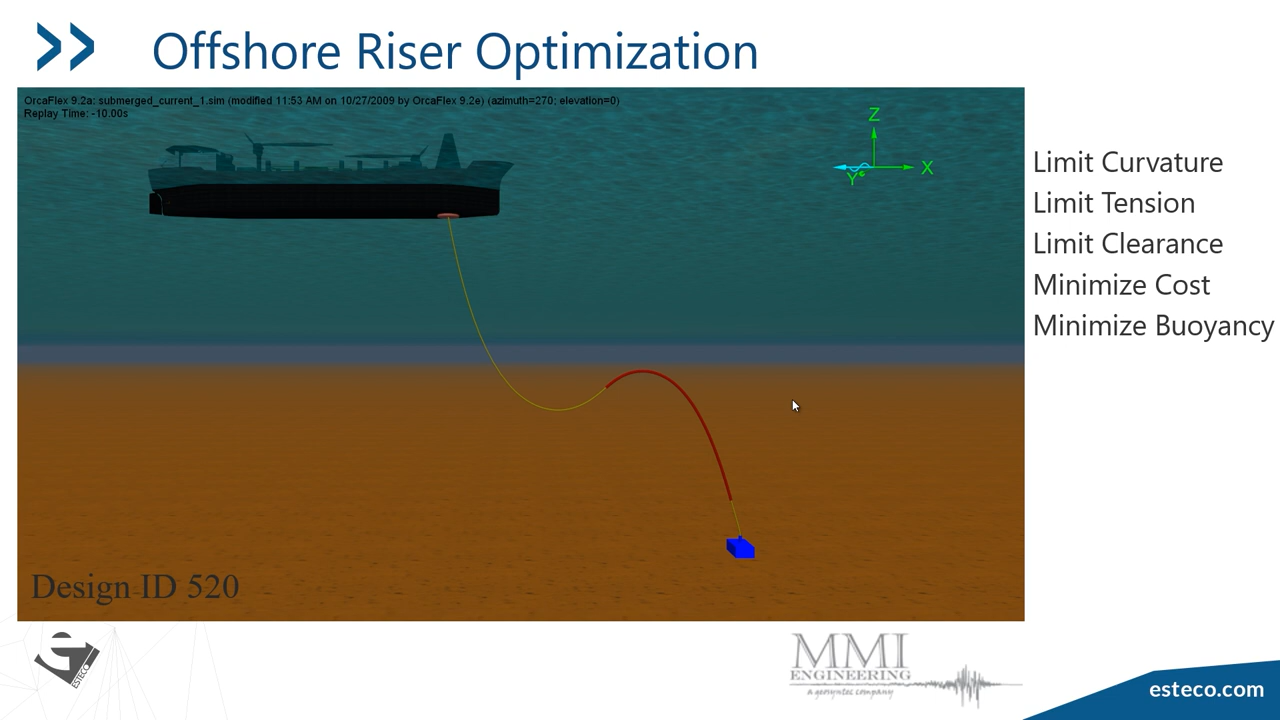 Offshore Riser Optimization
OrcaFlex 9.2a: submerged_current_1.sim (modified 11:53 AM on 10/27/2009 by OrcaFlex 9.2e) (azimuth=270; elevation=0)
Replay Time: -10.00s
Z
X
Y
Limit Curvature
Limit Tension
Limit Clearance
Minimize Cost
Minimize Buoyancy
Design ID 520
ESTECO
MMI
ENGINEERING
a geosyntec company
esteco.com